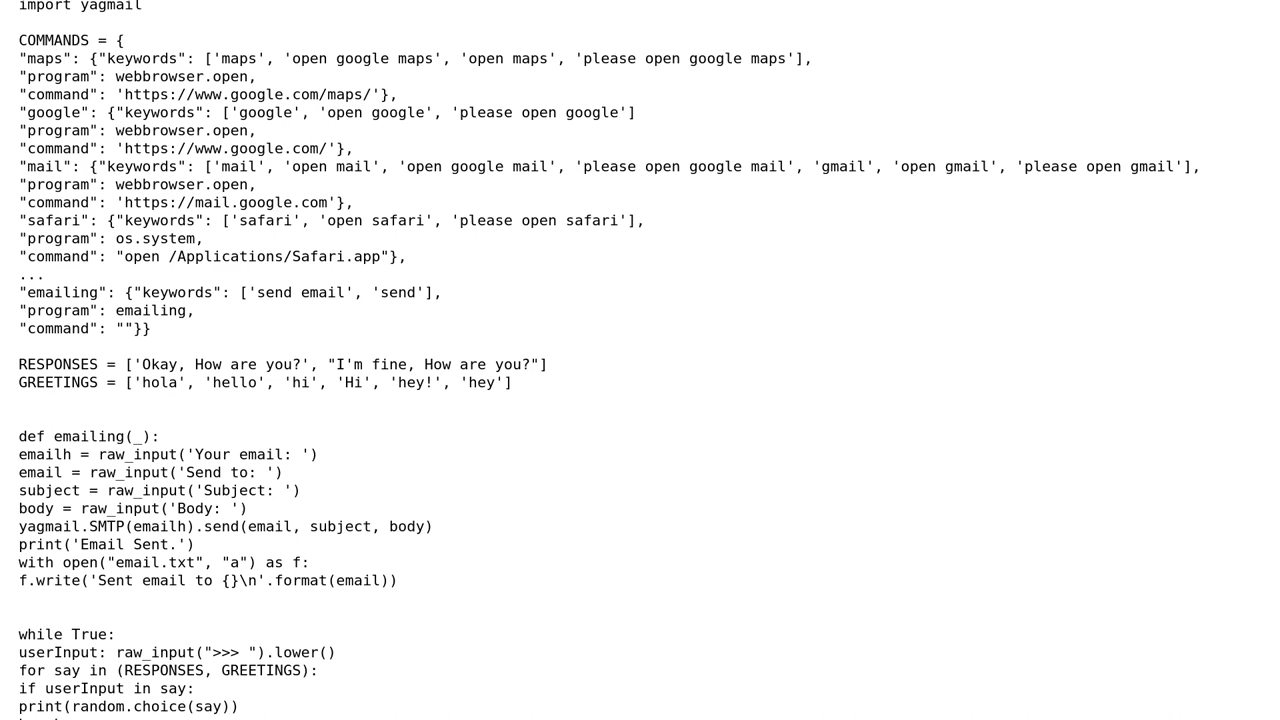 import yagmail
COMMANDS = {
"maps": {"keywords": ['maps', 'open google maps', 'open maps', 'please open google maps'],
"program": webbrowser.open,
"command": 'https://www.google.com/maps/'},
"google": {"keywords": ['google', 'open google', 'please open google']
"program": webbrowser.open,
"command": 'https://www.google.com/'},
"mail": {"keywords": ['mail', 'open mail', 'open google mail', 'please open google mail', 'gmail', 'open gmail', 'please open gmail'],
"program": webbrowser.open,
"command": 'https://mail.google.com'},
"safari": {"keywords": ['safari', 'open safari', 'please open safari'],
"program": os.system,
"command": "open /Applications/Safari.app"},
...
"emailing": {"keywords": ['send email', 'send'],
"program": emailing,
"command": ""}}
RESPONSES = ['Okay, How are you?', "I'm fine, How are you?"]
GREETINGS = ['hola', 'hello', 'hi', 'Hi', 'hey!', 'hey']
def emailing(_):
emailh = raw_input('Your email: ')
email = raw_input('Send to: ')
subject = raw_input('Subject: ')
body = raw_input('Body: ')
yagmail.SMTP(emailh).send(email, subject, body)
print('Email Sent.')
with open("email.txt", "a") as f:
f.write('Sent email to {}\n'.format(email))
while True:
userInput: raw_input(">>> ").lower()
for say in (RESPONSES, GREETINGS):
if userInput in say:
print(random.choice(say))